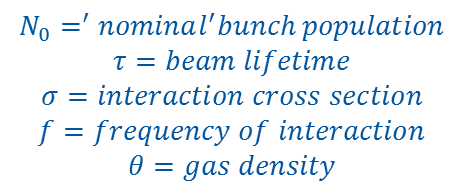 N₀ =′ nominal′bunch population
τ = beam lifetime
σ = interaction cross section
f = frequency of interaction
θ = gas density